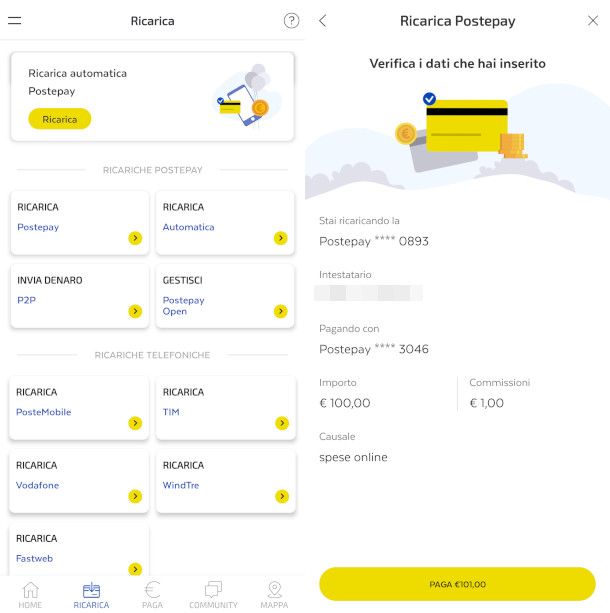 Ricarica
?
Ricarica automatica
Postepay
Ricarica
RICARICHE POSTEPAY
RICARICA
Postepay
RICARICA
Automatica
INVIA DENARO
P2P
GESTISCI
Postepay
Open
RICARICHE TELEFONICHE
RICARICA
PosteMobile
RICARICA
TIM
RICARICA
Vodafone
RICARICA
WindTre
RICARICA
Fastweb
HOME
RICARICA
PAGA
COMMUNITY
MAPPA
Ricarica Postepay
Verifica i dati che hai inserito
Stai ricaricando la
Postepay **** 0893
Intestatario
Pagando con
Postepay **** 3046
Importo
€ 100,00
Commissioni
€ 1,00
Causale
spese online
PAGA €101,00